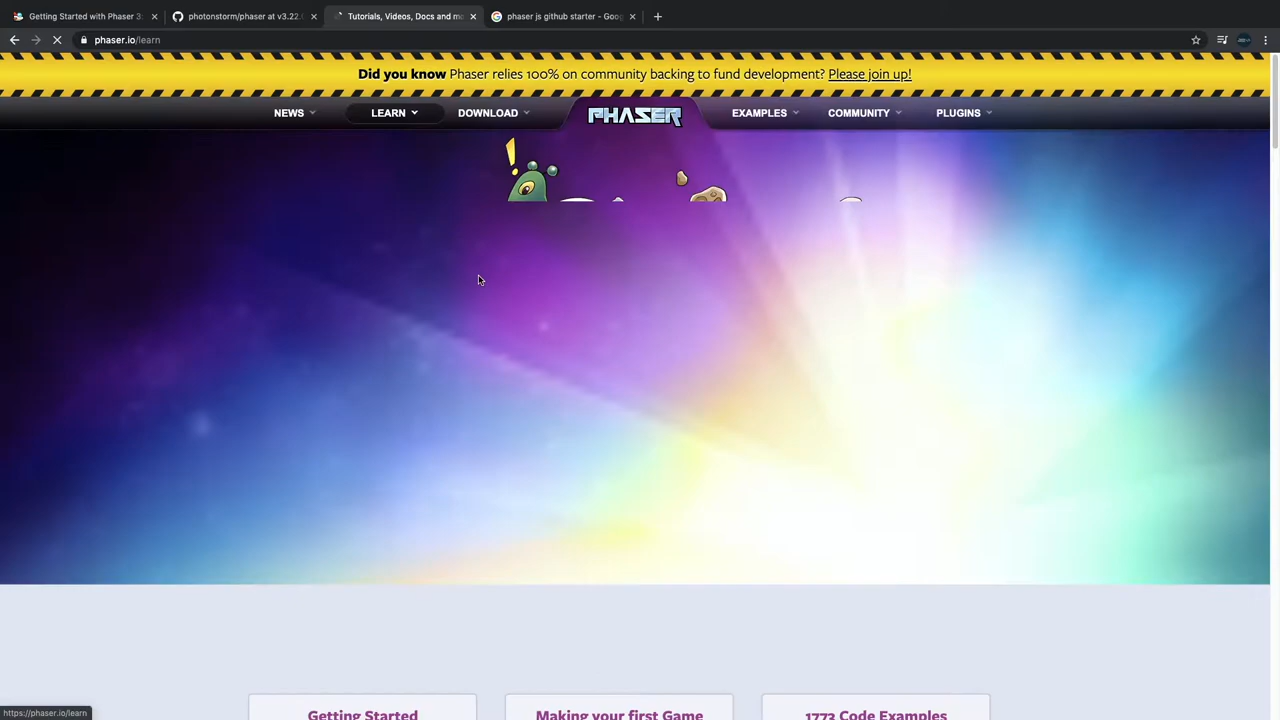 Getting Started with Phaser 3:
photonstorm/phaser at v3.22.
Tutorials, Videos, Docs and m
phaser js github starter - Goo
phaser.io/learn
Did you know Phaser relies 100% on community backing to fund development? Please join up!
NEWS
LEARN
DOWNLOAD
PHASER
EXAMPLES
COMMUNITY
PLUGINS
!
Getting Started
Making your first Game
1773 Code Examples
https://phaser.io/learn